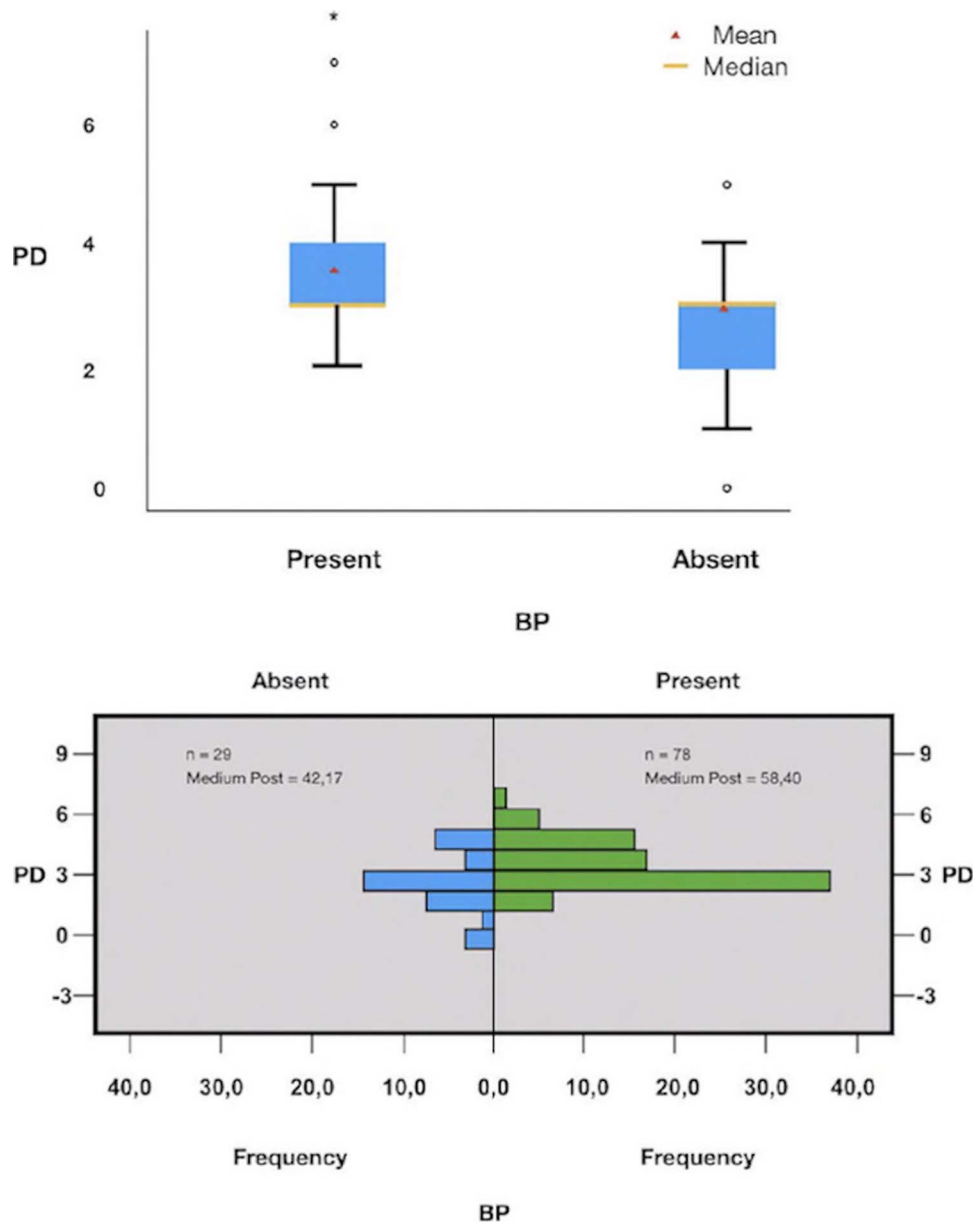 Mean
Median
6
4
PD
2
0
Present Absent
BP
Absent Present
n = 29
Medium Post = 42,17
n = 78
Medium Post = 58,40
9 9
6 6
PD 3 3 PD
0 0
-3 -3
40,0 30,0 20,0 10,0 0,0 10,0 20,0 30,0 40,0
Frequency Frequency
BP